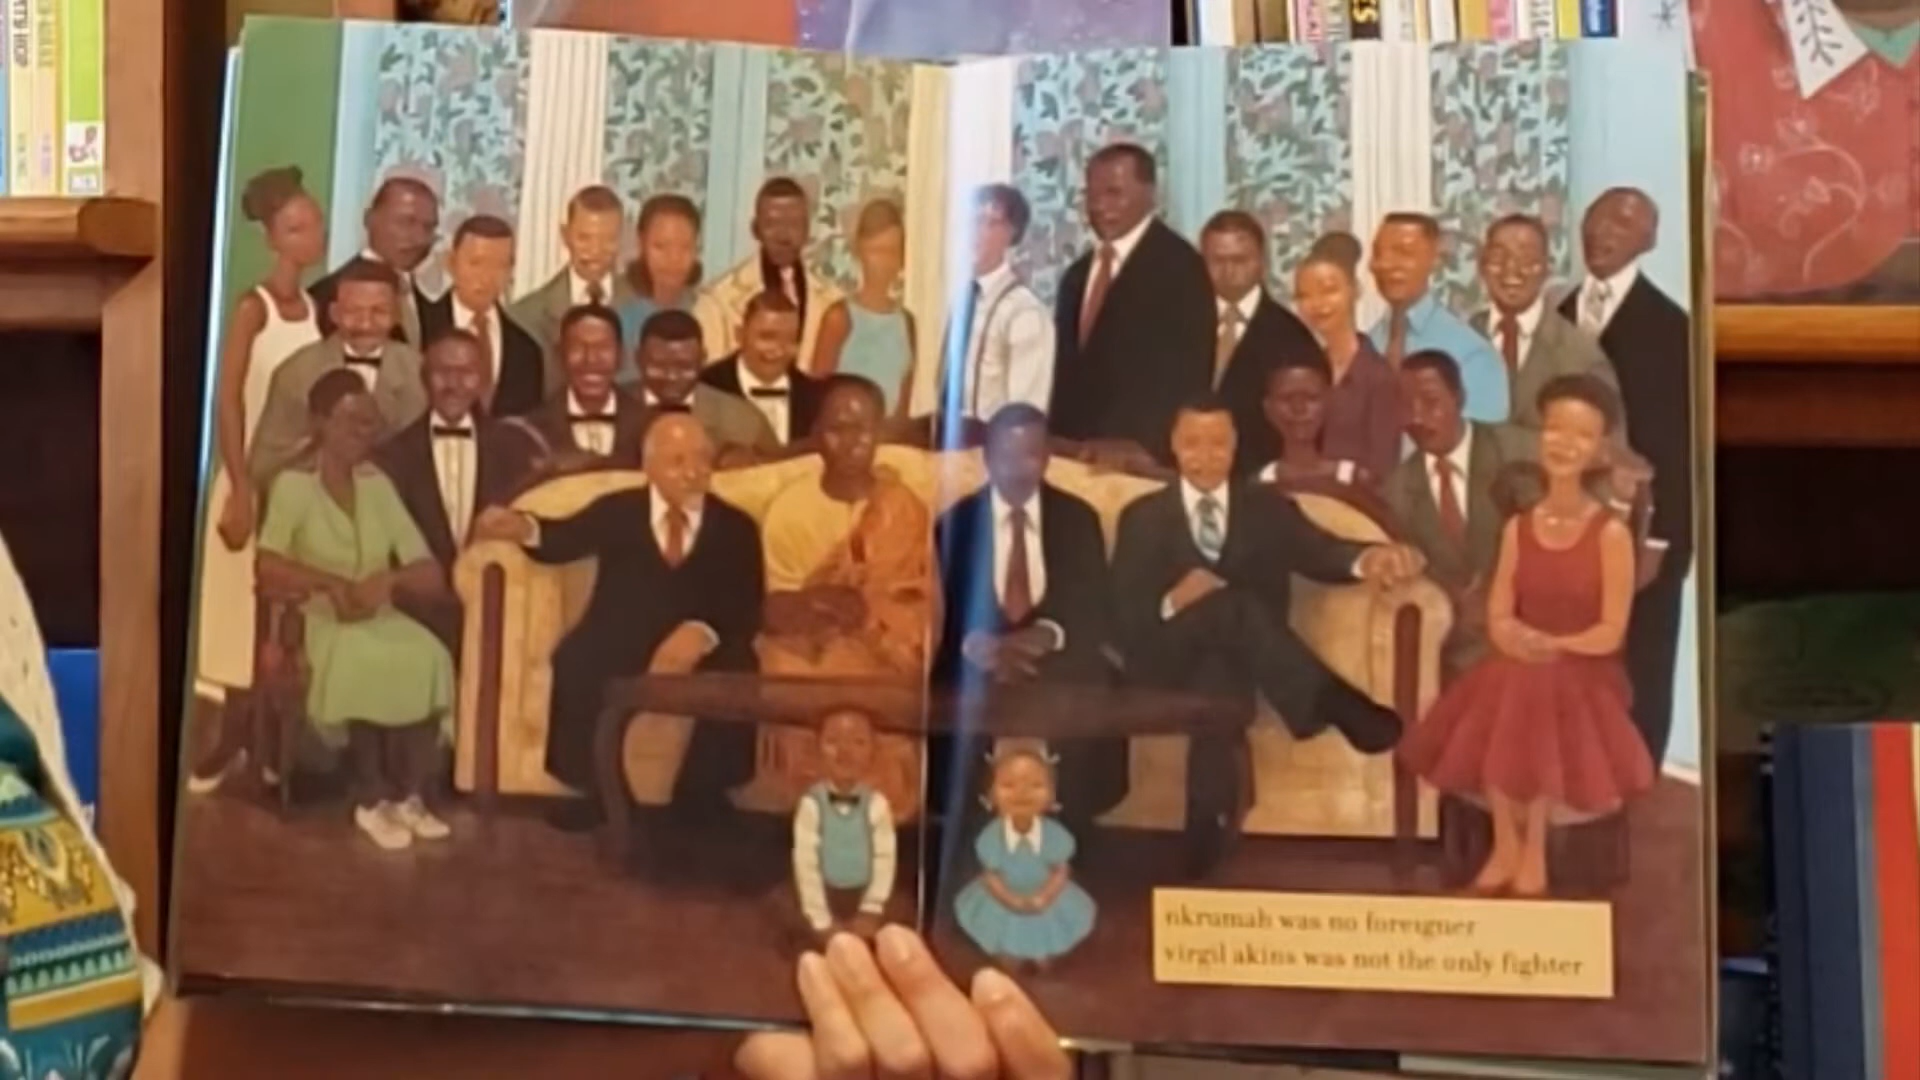 nkrumah was no foreigner
virgil akins was not the only fighter